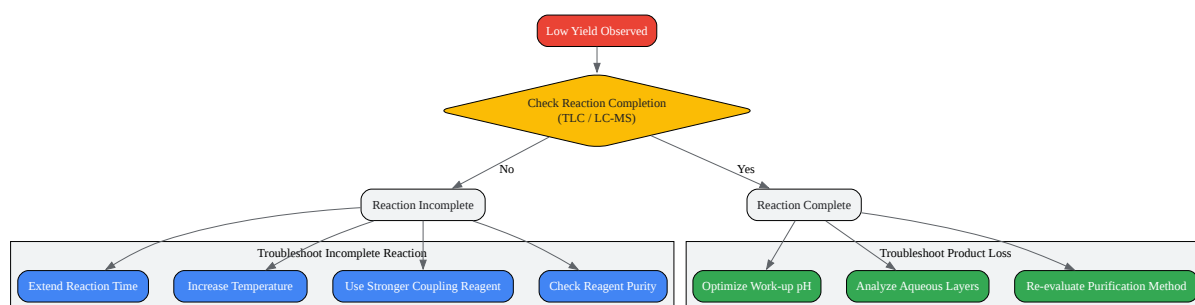 Low Yield Observed
Check Reaction Completion
(TLC / LC-MS)
No
Yes
Reaction Incomplete
Reaction Complete
Troubleshoot Incomplete Reaction
Troubleshoot Product Loss
Extend Reaction Time
Increase Temperature
Use Stronger Coupling Reagent
Check Reagent Purity
Optimize Work-up pH
Analyze Aqueous Layers
Re-evaluate Purification Method